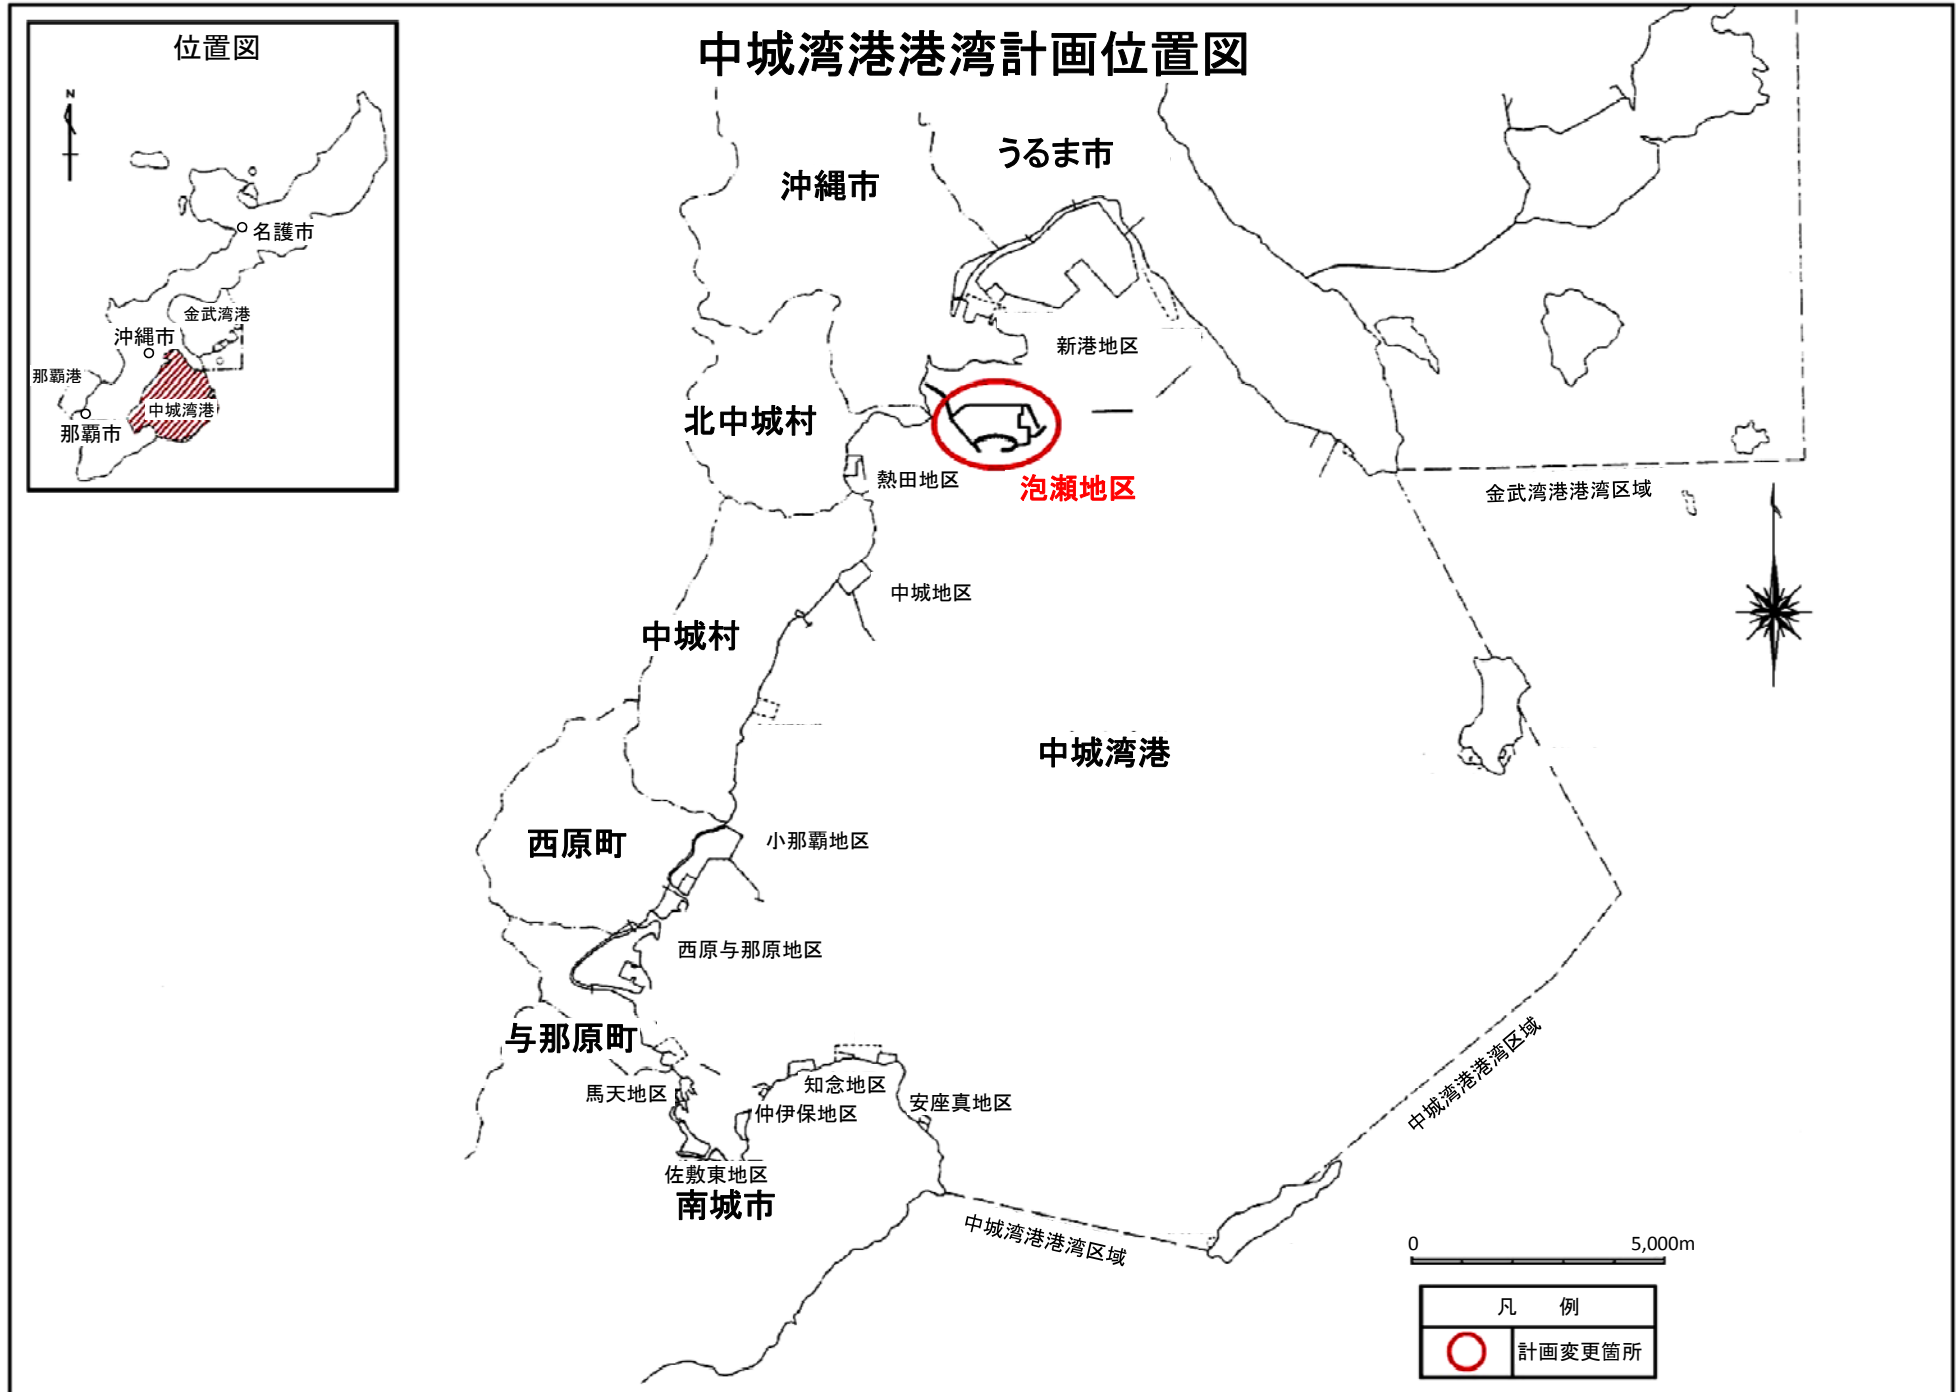 中城湾港港湾計画位置図
位置図
N
名護市
金武湾港
沖縄市
那覇港
中城湾港
那覇市
うるま市
沖縄市
新港地区
北中城村
熱田地区
泡瀬地区
金武湾港港湾区域
中城地区
中城村
中城湾港
西原町
小那覇地区
西原与那原地区
与那原町
馬天地区
知念地区
仲伊保地区
安座真地区
佐敷東地区
南城市
中城湾港港湾区域
中城湾港港湾区域
0 5,000m
凡 例
計画変更箇所